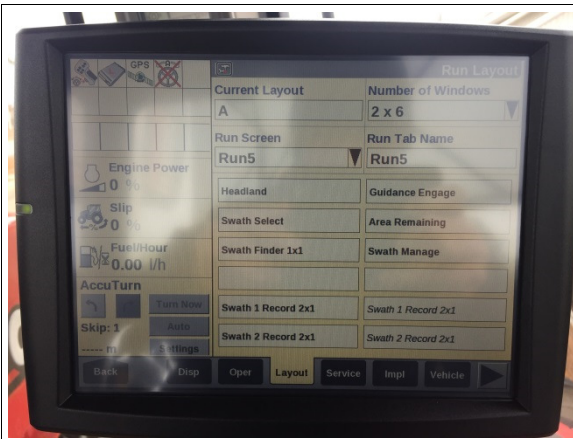 GPS
A
Run Layout
Current Layout
Number of Windows
A
2 x 6
Run Screen
Run Tab Name
Run5
Run5
Engine Power
0 %
Headland
Guidance Engage
Slip
0 %
Swath Select
Area Remaining
Fuel/Hour
0.00 l/h
Swath Finder 1x1
Swath Manage
AccuTurn
Turn Now
Swath 1 Record 2x1
Swath 1 Record 2x1
Skip: 1
Auto
Swath 2 Record 2x1
Swath 2 Record 2x1
----- m
Settings
Back
Disp
Oper
Layout
Service
Impl
Vehicle